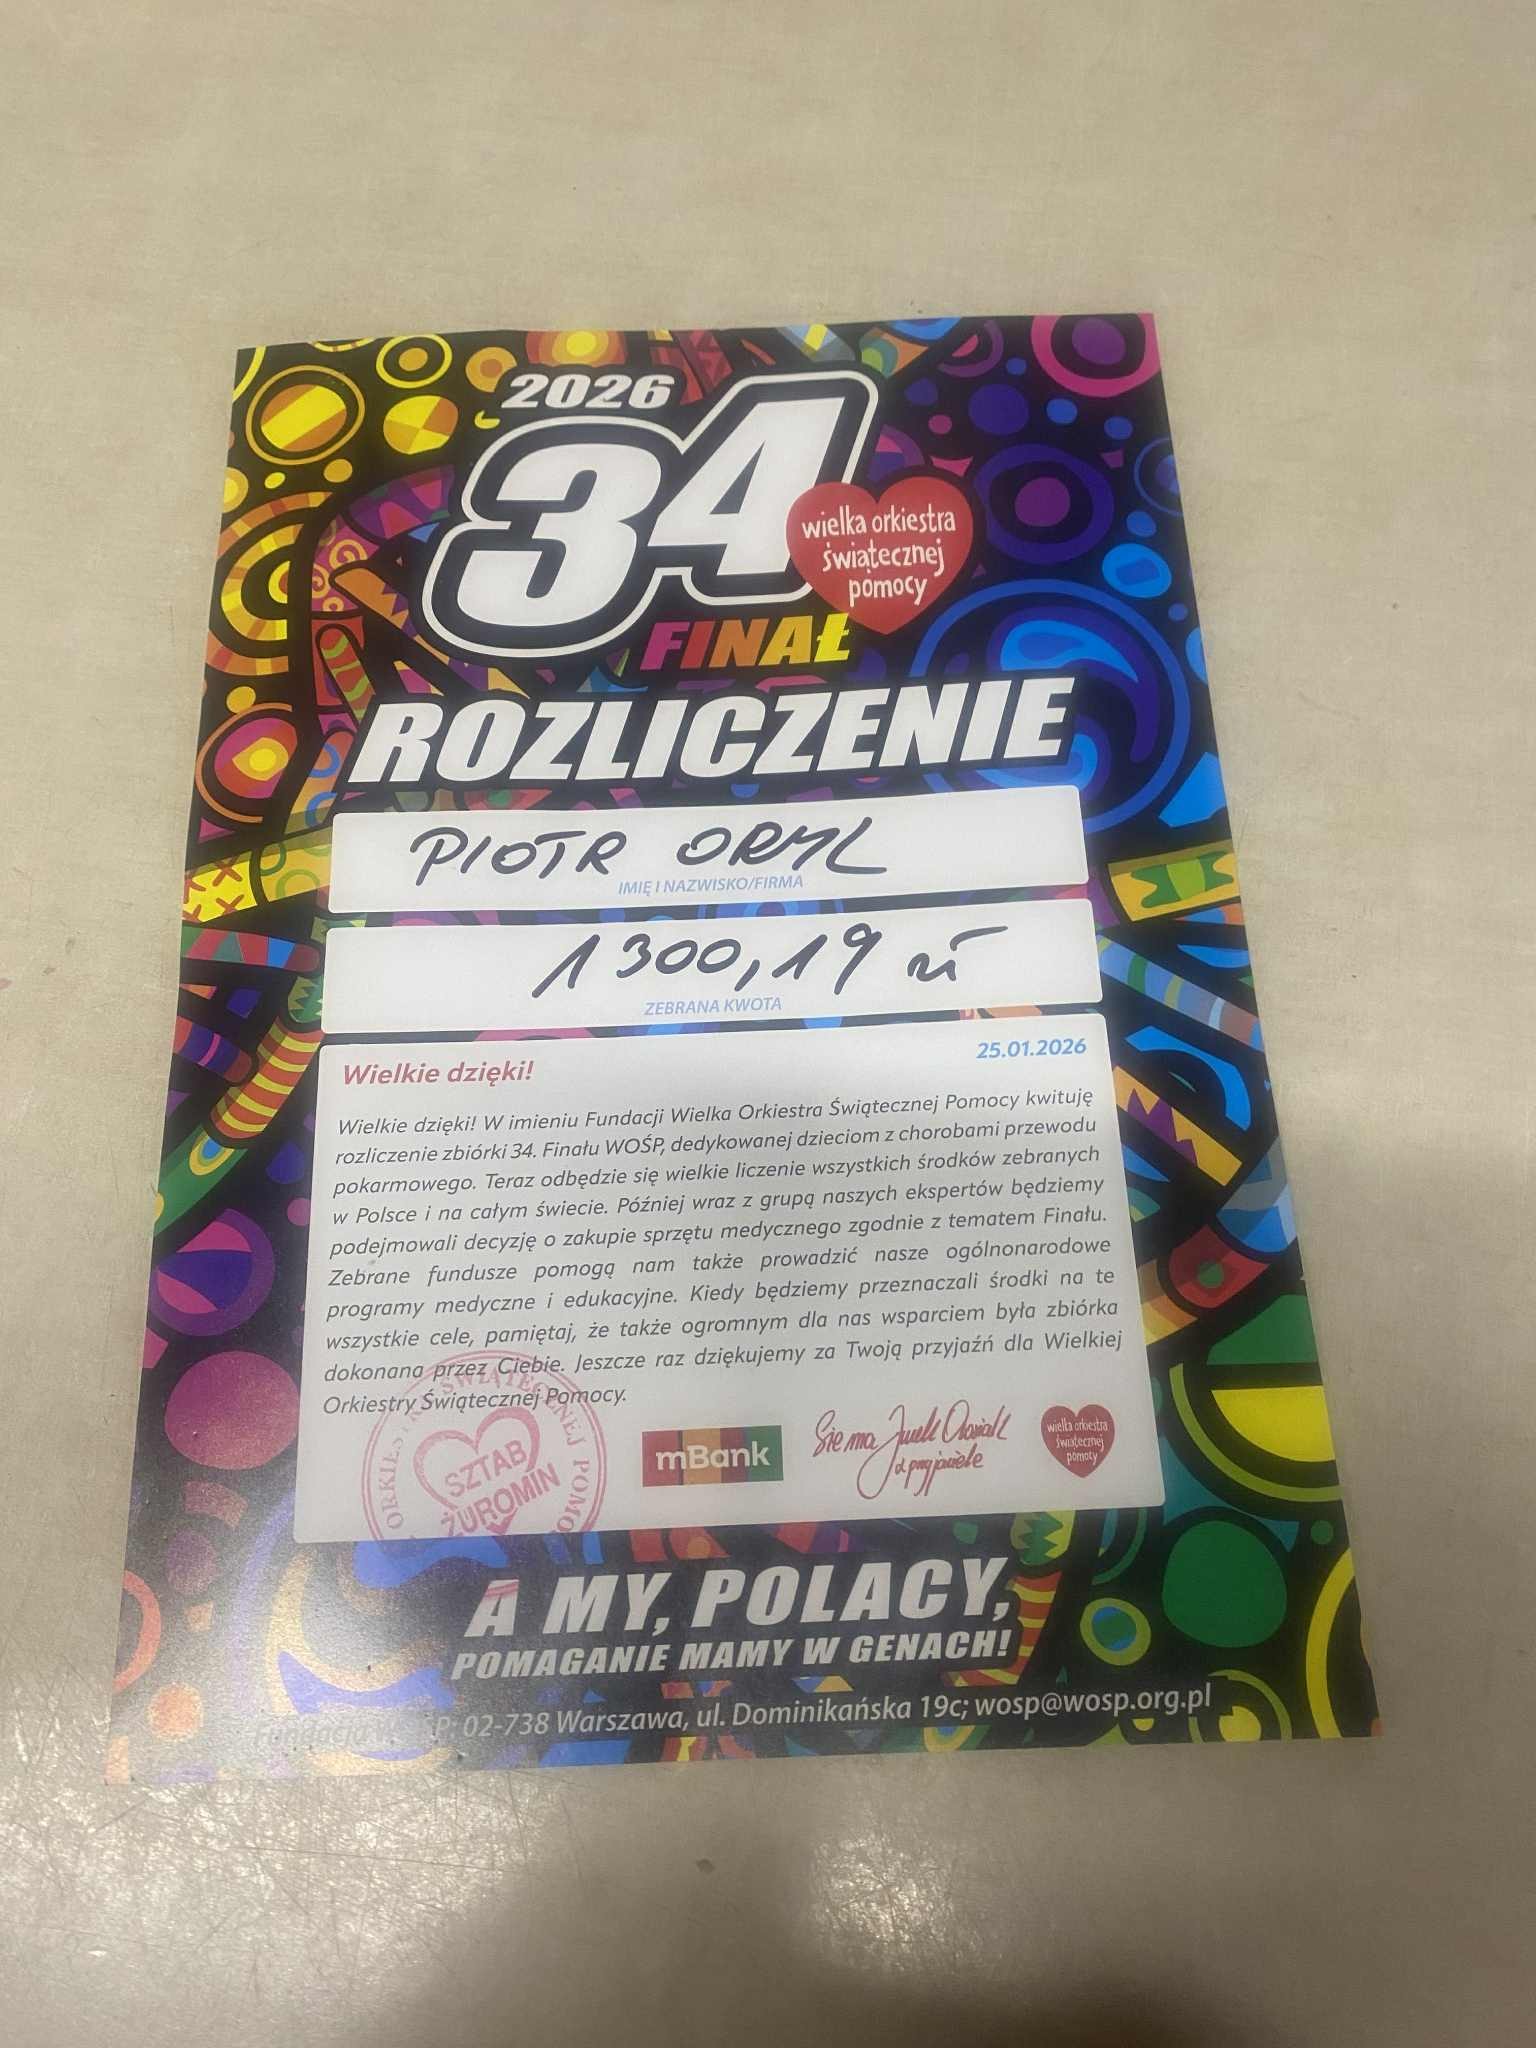 2026
34
wielka orkiestra
świątecznej
pomocy
FINAŁ
ROZLICZENIE
PIOTR ORYL
IMIĘ I NAZWISKO/FIRMA
1300,19 zł
ZEBRANA KWOTA
25.01.2026
Wielkie dzięki!
Wielkie dzięki! W imieniu Fundacji Wielka Orkiestra Świątecznej Pomocy kwituję
rozliczenie zbiórki 34. Finału WOŚP, dedykowanej dzieciom z chorobami przewodu
pokarmowego. Teraz odbędzie się wielkie liczenie wszystkich środków zebranych
w Polsce i na całym świecie. Później wraz z grupą naszych ekspertów będziemy
podejmowali decyzję o zakupie sprzętu medycznego zgodnie z tematem Finału.
Zebrane fundusze pomogą nam także prowadzić nasze ogólnonarodowe
programy medyczne i edukacyjne. Kiedy będziemy przeznaczali środki na te
wszystkie cele, pamiętaj, że także ogromnym dla nas wsparciem była zbiórka
dokonana przez Ciebie. Jeszcze raz dziękujemy za Twoją przyjaźń dla Wielkiej
Orkiestry Świątecznej Pomocy.
ŚWIĄTECZNEJ
SZTAB
ŻUROMIN
mBank
Sie ma Jurek Owsiak
z przyjaciele
wielka orkiestra
świątecznej
pomocy
A MY, POLACY,
POMAGANIE MAMY W GENACH!
02-738 Warszawa, ul. Dominikańska 19c; wosp@wosp.org.pl